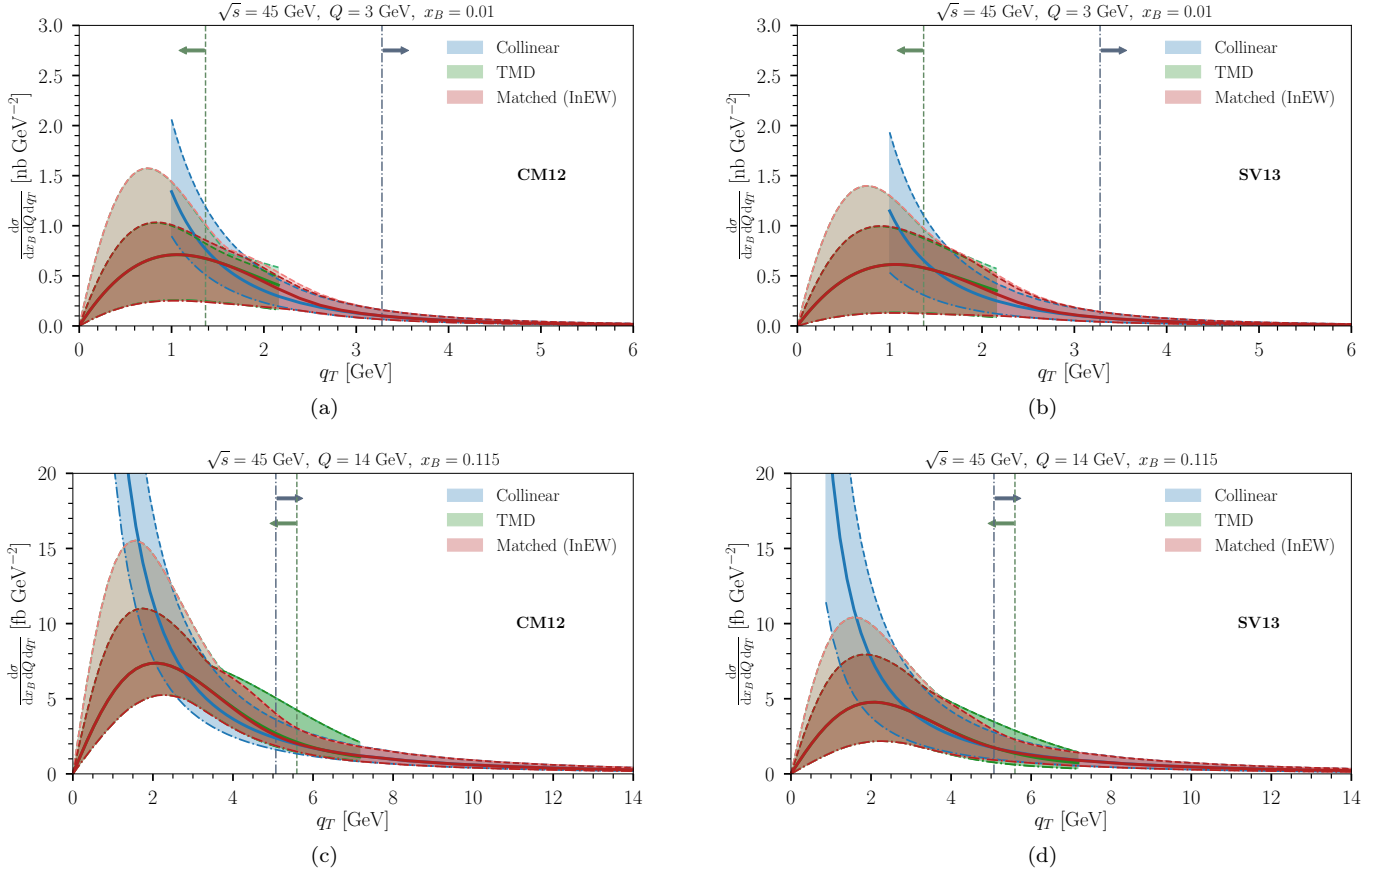 √s = 45 GeV, Q = 3 GeV, x_B = 0.01
dσ / dx_B dQ dq_T [nb GeV⁻²]
3.0
2.5
2.0
1.5
1.0
0.5
0.0
Collinear
TMD
Matched (InEW)
CM12
0 1 2 3 4 5 6
q_T [GeV]
(a)
√s = 45 GeV, Q = 3 GeV, x_B = 0.01
dσ / dx_B dQ dq_T [nb GeV⁻²]
3.0
2.5
2.0
1.5
1.0
0.5
0.0
Collinear
TMD
Matched (InEW)
SV13
0 1 2 3 4 5 6
q_T [GeV]
(b)
√s = 45 GeV, Q = 14 GeV, x_B = 0.115
dσ / dx_B dQ dq_T [fb GeV⁻²]
20
15
10
5
0
Collinear
TMD
Matched (InEW)
CM12
0 2 4 6 8 10 12 14
q_T [GeV]
(c)
√s = 45 GeV, Q = 14 GeV, x_B = 0.115
dσ / dx_B dQ dq_T [fb GeV⁻²]
20
15
10
5
0
Collinear
TMD
Matched (InEW)
SV13
0 2 4 6 8 10 12 14
q_T [GeV]
(d)